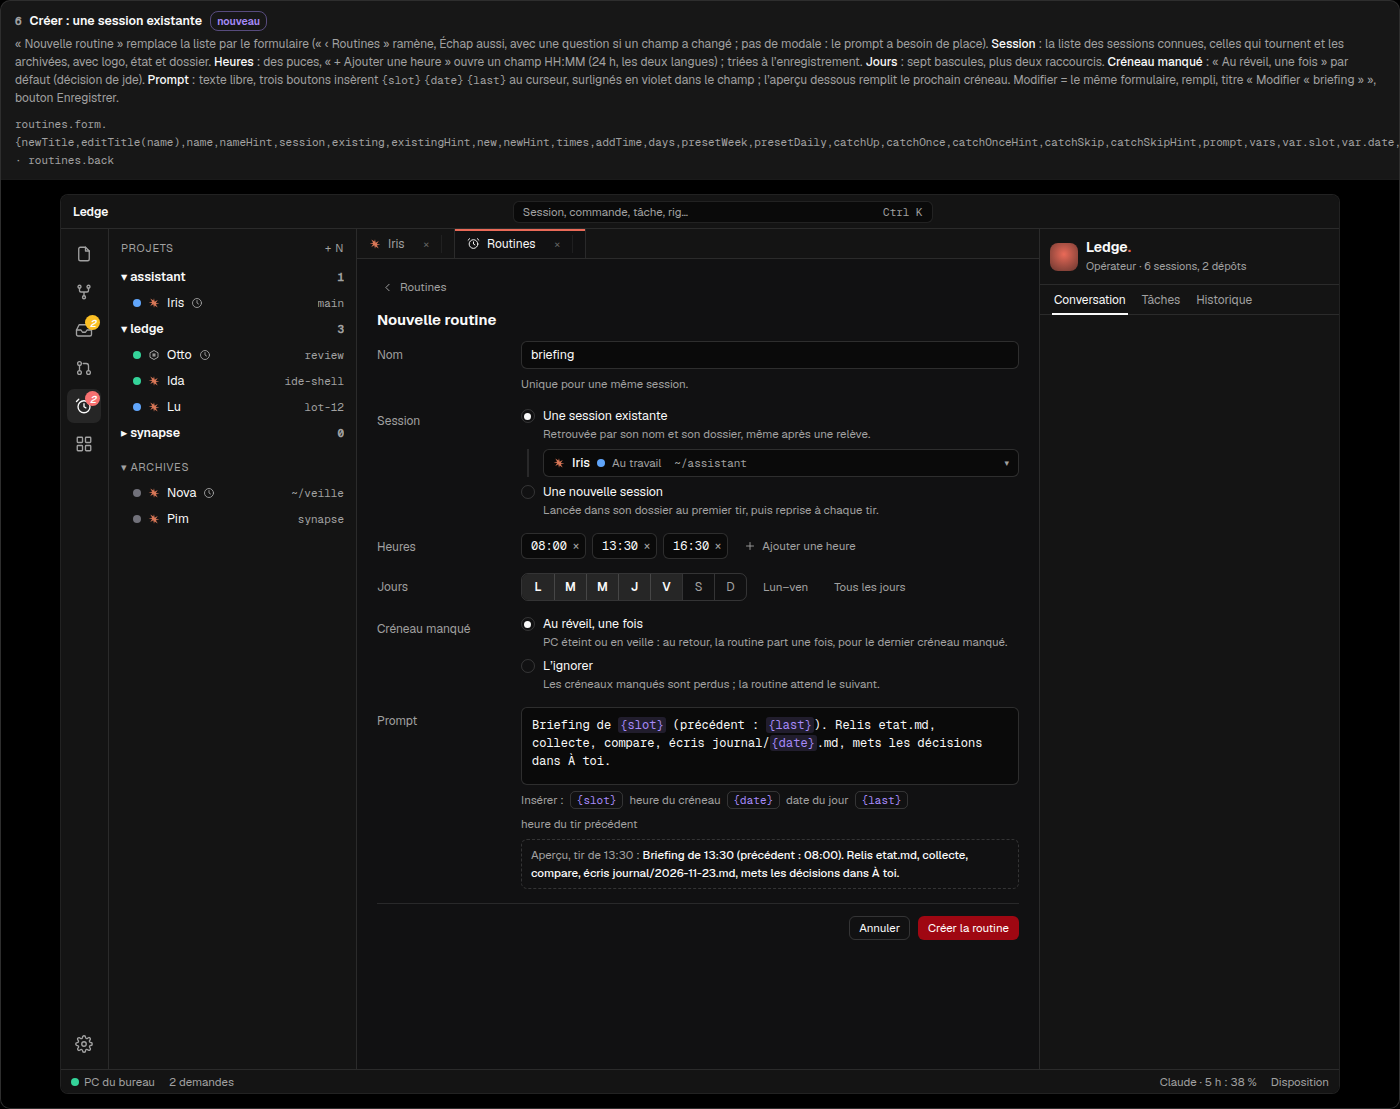 6 Créer : une session existante nouveau
« Nouvelle routine » remplace la liste par le formulaire (« ‹ Routines » ramène, Échap aussi, avec une question si un champ a changé ; pas de modale : le prompt a besoin de place). Session : la liste des sessions connues, celles qui tournent et les
archivées, avec logo, état et dossier. Heures : des puces, « + Ajouter une heure » ouvre un champ HH:MM (24 h, les deux langues) ; triées à l'enregistrement. Jours : sept bascules, plus deux raccourcis. Créneau manqué : « Au réveil, une fois » par
défaut (décision de jde). Prompt : texte libre, trois boutons insèrent {slot} {date} {last} au curseur, surlignés en violet dans le champ ; l'aperçu dessous remplit le prochain créneau. Modifier = le même formulaire, rempli, titre « Modifier « briefing » »,
bouton Enregistrer.
routines.form.
{newTitle,editTitle(name),name,nameHint,session,existing,existingHint,new,newHint,times,addTime,days,presetWeek,presetDaily,catchUp,catchOnce,catchOnceHint,catchSkip,catchSkipHint,prompt,vars,var.slot,var.date,
· routines.back
Ledge
Session, commande, tâche, rig… Ctrl K
PROJETS + N
▾ assistant 1
Iris main
▾ ledge 3
Otto review
Ida ide-shell
Lu lot-12
▸ synapse 0
▾ ARCHIVES
Nova ~/veille
Pim synapse
2
2
Iris ×
Routines ×
‹ Routines
Nouvelle routine
Nom
briefing
Unique pour une même session.
Session
Une session existante
Retrouvée par son nom et son dossier, même après une relève.
Iris Au travail ~/assistant ▾
Une nouvelle session
Lancée dans son dossier au premier tir, puis reprise à chaque tir.
Heures
08:00 × 13:30 × 16:30 × + Ajouter une heure
Jours
L M M J V S D Lun–ven Tous les jours
Créneau manqué
Au réveil, une fois
PC éteint ou en veille : au retour, la routine part une fois, pour le dernier créneau manqué.
L'ignorer
Les créneaux manqués sont perdus ; la routine attend le suivant.
Prompt
Briefing de {slot} (précédent : {last}). Relis etat.md,
collecte, compare, écris journal/{date}.md, mets les décisions
dans À toi.
Insérer : {slot} heure du créneau {date} date du jour {last}
heure du tir précédent
Aperçu, tir de 13:30 : Briefing de 13:30 (précédent : 08:00). Relis etat.md, collecte,
compare, écris journal/2026-11-23.md, mets les décisions dans À toi.
Annuler Créer la routine
Ledge.
Opérateur · 6 sessions, 2 dépôts
Conversation Tâches Historique
PC du bureau 2 demandes
Claude · 5 h : 38 % Disposition